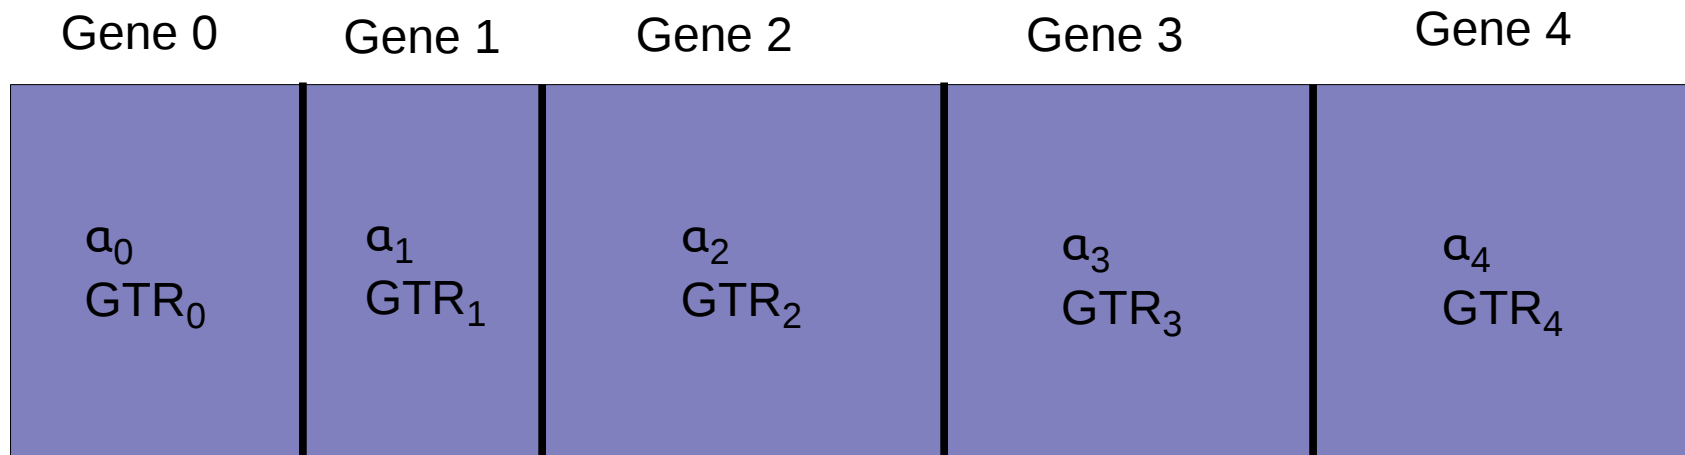 Gene 0 Gene 1 Gene 2 Gene 3 Gene 4
α₀ α₁ α₂ α₃ α₄
GTR₀ GTR₁ GTR₂ GTR₃ GTR₄